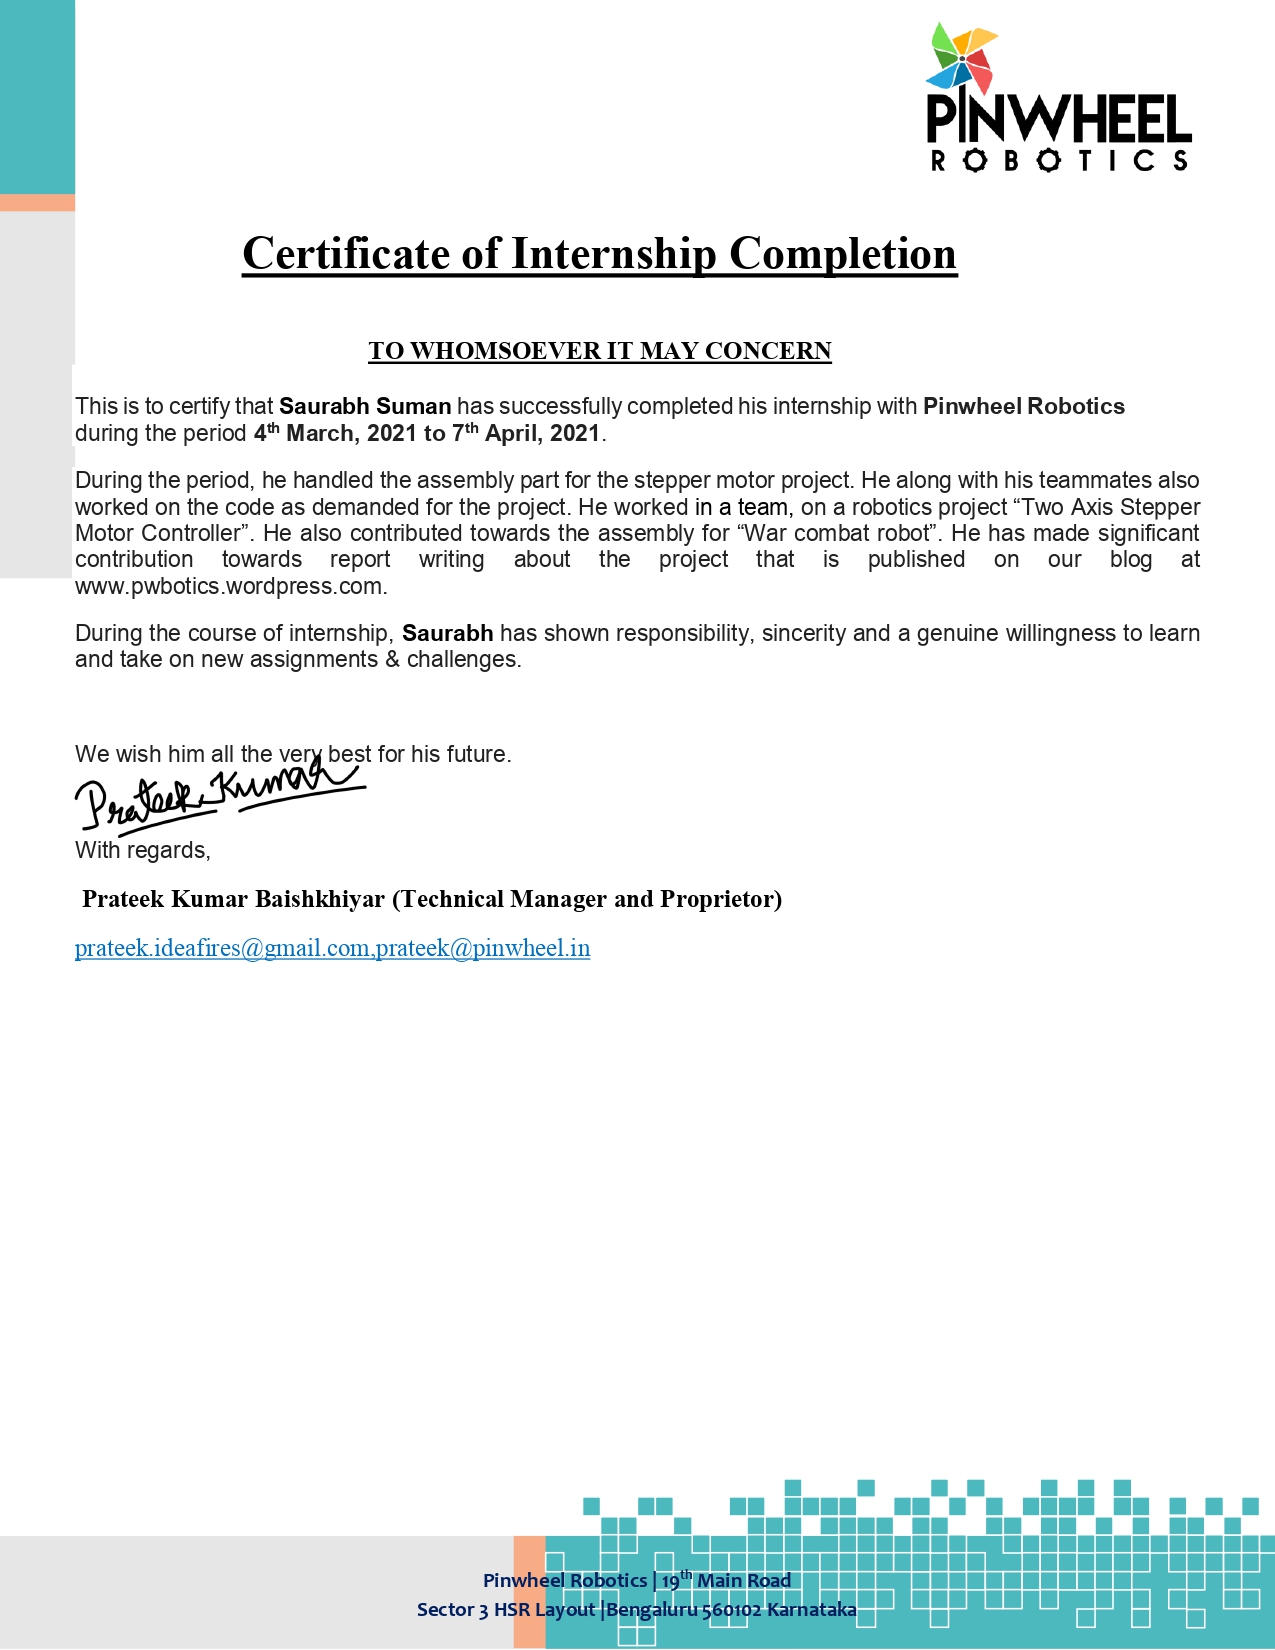 PINWHEEL
ROBOTICS
Certificate of Internship Completion
TO WHOMSOEVER IT MAY CONCERN
This is to certify that Saurabh Suman has successfully completed his internship with Pinwheel Robotics
during the period 4th March, 2021 to 7th April, 2021.
During the period, he handled the assembly part for the stepper motor project. He along with his teammates also
worked on the code as demanded for the project. He worked in a team, on a robotics project “Two Axis Stepper
Motor Controller”. He also contributed towards the assembly for “War combat robot”. He has made significant
contribution towards report writing about the project that is published on our blog at
www.pwbotics.wordpress.com.
During the course of internship, Saurabh has shown responsibility, sincerity and a genuine willingness to learn
and take on new assignments & challenges.
We wish him all the very best for his future.
Prateek Kumar
With regards,
Prateek Kumar Baishkhiyar (Technical Manager and Proprietor)
prateek.ideafires@gmail.com,prateek@pinwheel.in
Pinwheel Robotics | 19th Main Road
Sector 3 HSR Layout |Bengaluru 560102 Karnataka